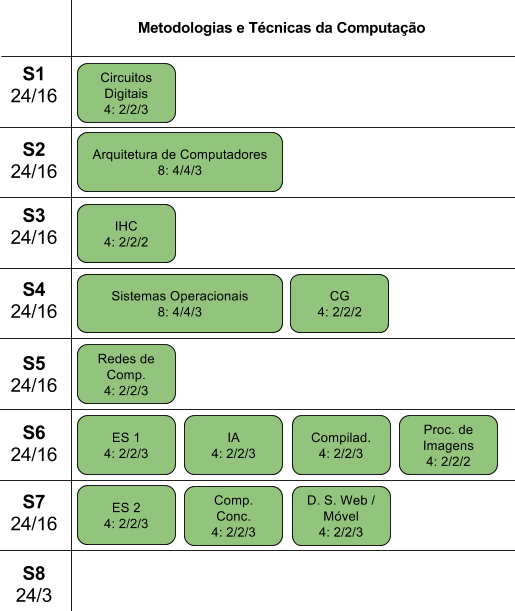 Metodologias e Técnicas da Computação
S1
24/16
Circuitos
Digitais
4: 2/2/3
S2
24/16
Arquitetura de Computadores
8: 4/4/3
S3
24/16
IHC
4: 2/2/2
S4
24/16
Sistemas Operacionais
8: 4/4/3
CG
4: 2/2/2
S5
24/16
Redes de
Comp.
4: 2/2/3
S6
24/16
ES 1
4: 2/2/3
IA
4: 2/2/3
Compilad.
4: 2/2/3
Proc. de
Imagens
4: 2/2/2
S7
24/16
ES 2
4: 2/2/3
Comp.
Conc.
4: 2/2/3
D. S. Web /
Móvel
4: 2/2/3
S8
24/3